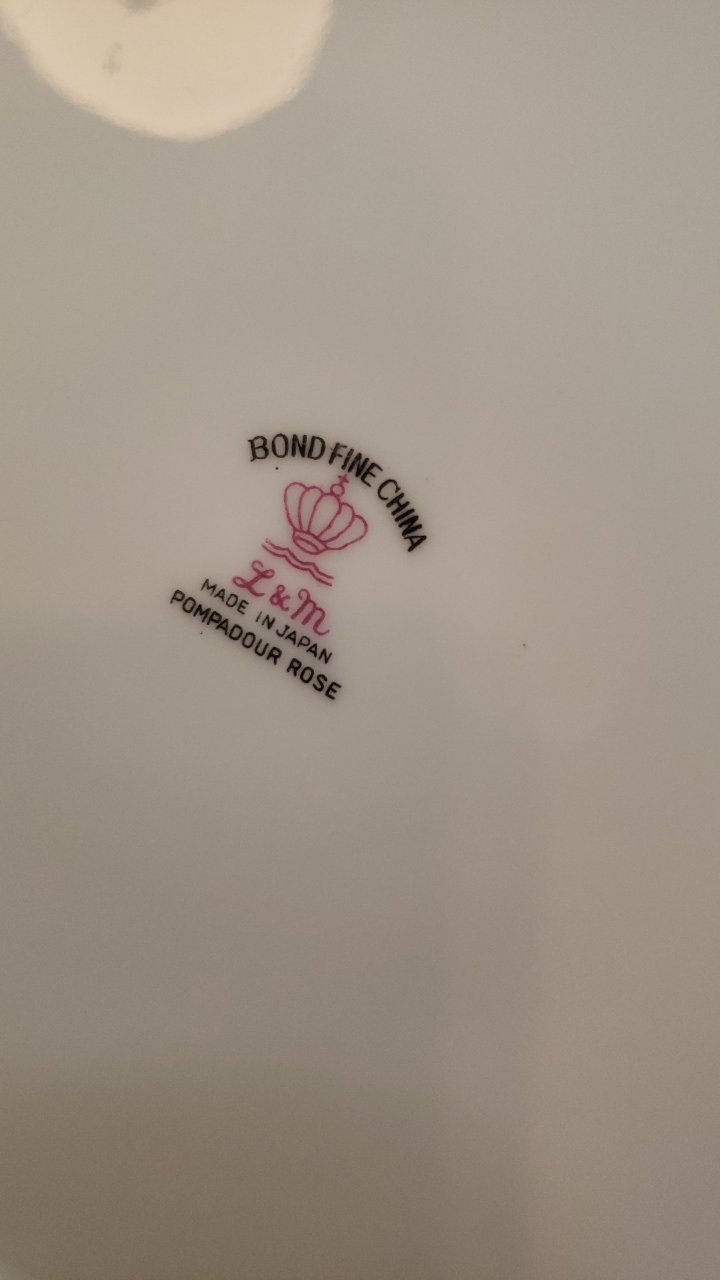 BOND FINE CHINA
L & M
MADE IN JAPAN
POMPADOUR ROSE